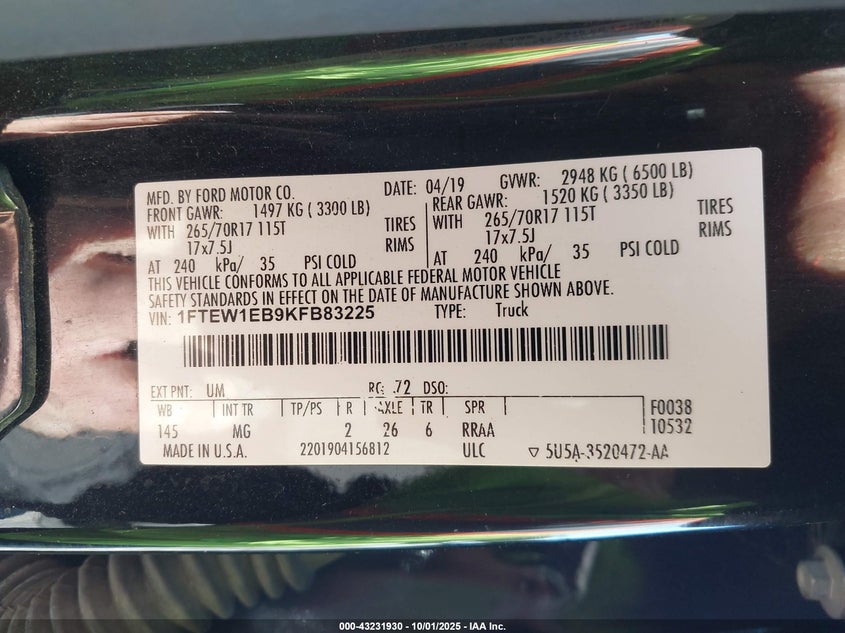 MFD. BY FORD MOTOR CO. DATE: 04/19 GVWR: 2948 KG ( 6500 LB)
FRONT GAWR: 1497 KG ( 3300 LB) REAR GAWR: 1520 KG ( 3350 LB)
WITH 265/70R17 115T TIRES WITH 265/70R17 115T TIRES
17x7.5J RIMS 17x7.5J RIMS
AT 240 kPa/ 35 PSI COLD AT 240 kPa/ 35 PSI COLD
THIS VEHICLE CONFORMS TO ALL APPLICABLE FEDERAL MOTOR VEHICLE
SAFETY STANDARDS IN EFFECT ON THE DATE OF MANUFACTURE SHOWN ABOVE.
VIN: 1FTEW1EB9KFB83225 TYPE: Truck
EXT PNT: UM RC: 72 DSO:
WB INT TR TP/PS R AXLE TR SPR F0038
145 MG 2 26 6 RRAA 10532
MADE IN U.S.A. 2201904156812 ULC ▽ 5U5A-3520472-AA
000-43231930 - 10/01/2025 - IAA Inc.